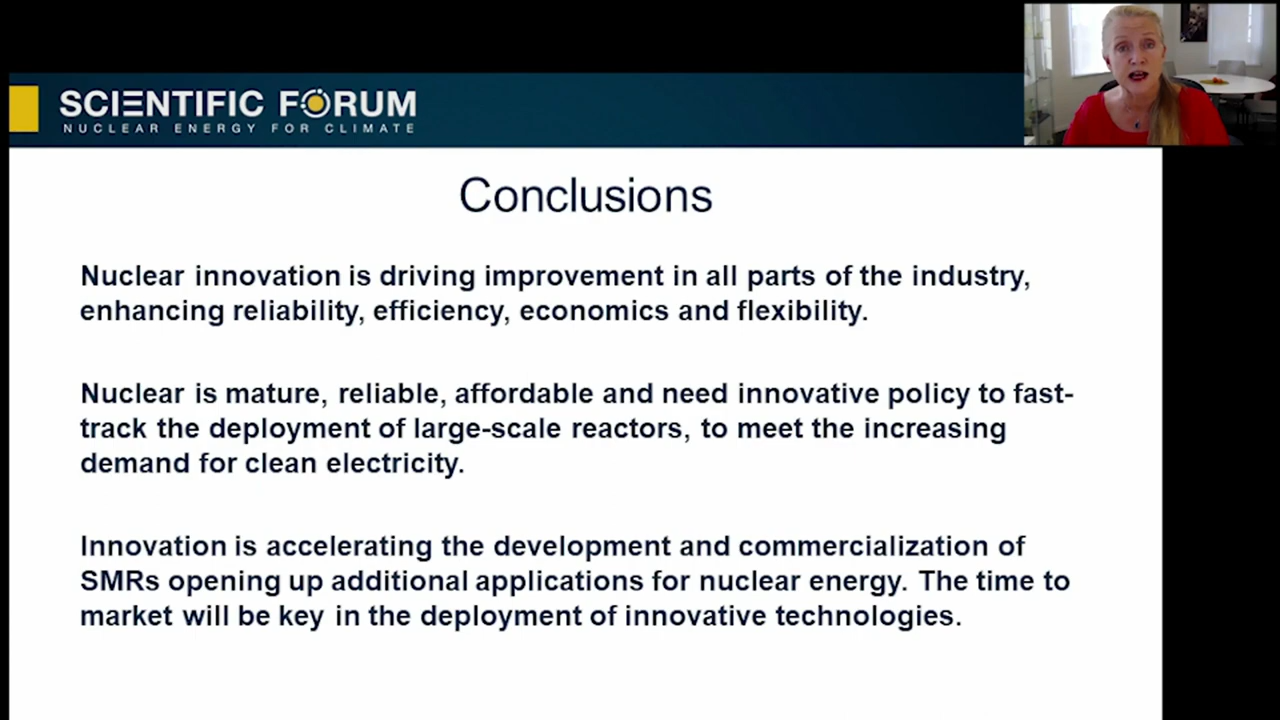 SCIENTIFIC FORUM
NUCLEAR ENERGY FOR CLIMATE
Conclusions
Nuclear innovation is driving improvement in all parts of the industry,
enhancing reliability, efficiency, economics and flexibility.
Nuclear is mature, reliable, affordable and need innovative policy to fast-
track the deployment of large-scale reactors, to meet the increasing
demand for clean electricity.
Innovation is accelerating the development and commercialization of
SMRs opening up additional applications for nuclear energy. The time to
market will be key in the deployment of innovative technologies.